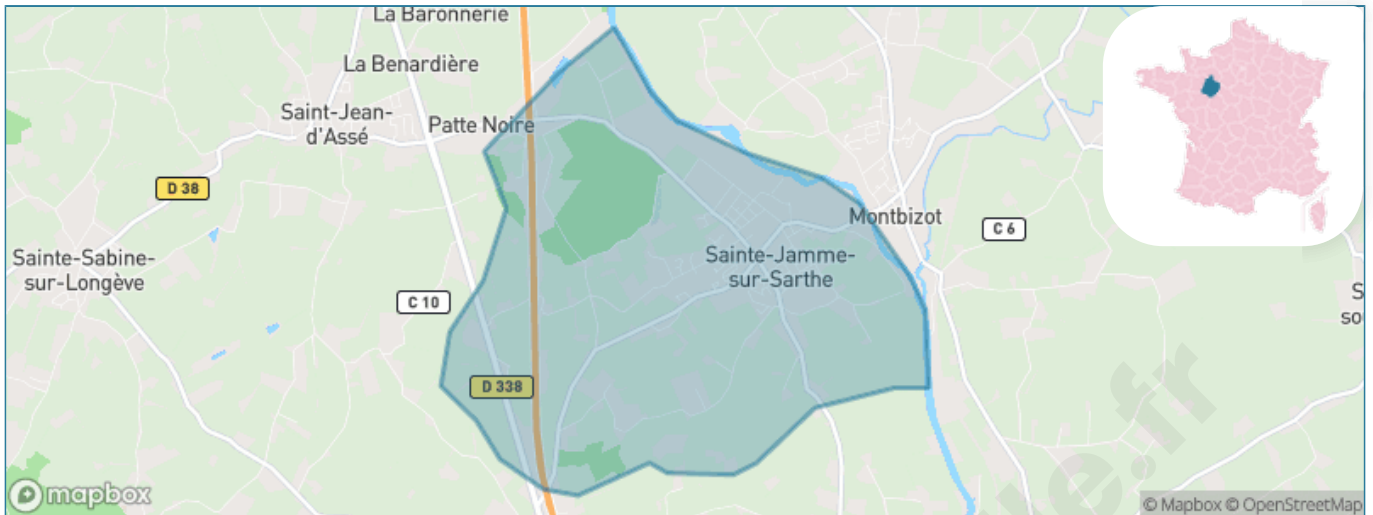 La Baronnerie
La Benardière
Saint-Jean-
d'Assé
Patte Noire
D 38
Montbizot
C 6
Sainte-Sabine-
sur-Longève
Sainte-Jamme-
sur-Sarthe
C 10
D 338
mapbox
© Mapbox © OpenStreetMap